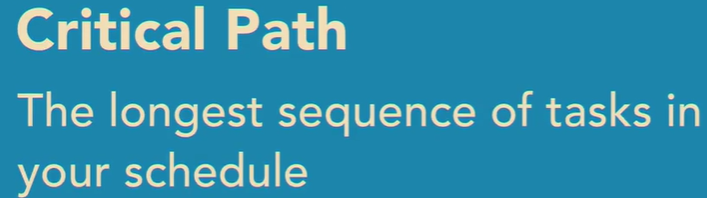 Critical Path
The longest sequence of tasks in
your schedule